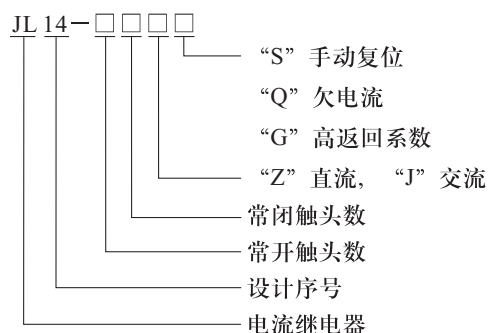 JL 14－□□□□
“S”手动复位
“Q”欠电流
“G”高返回系数
“Z”直流，“J”交流
常闭触头数
常开触头数
设计序号
电流继电器